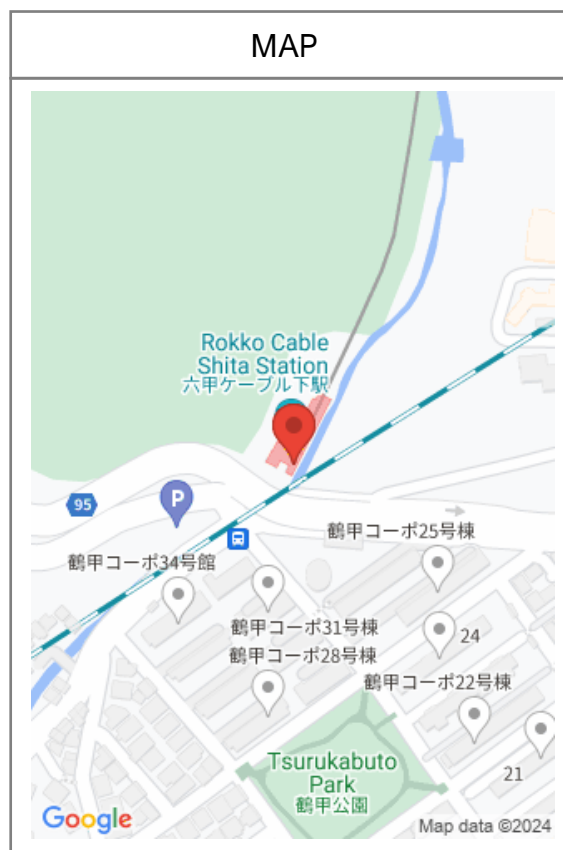 MAP
Rokko Cable
Shita Station
六甲ケーブル下駅
95
P
鶴甲コーポ25号棟
鶴甲コーポ34号館
鶴甲コーポ31号棟
24
鶴甲コーポ28号棟
鶴甲コーポ22号棟
Tsurukabuto
Park
鶴甲公園
21
Google
Map data ©2024